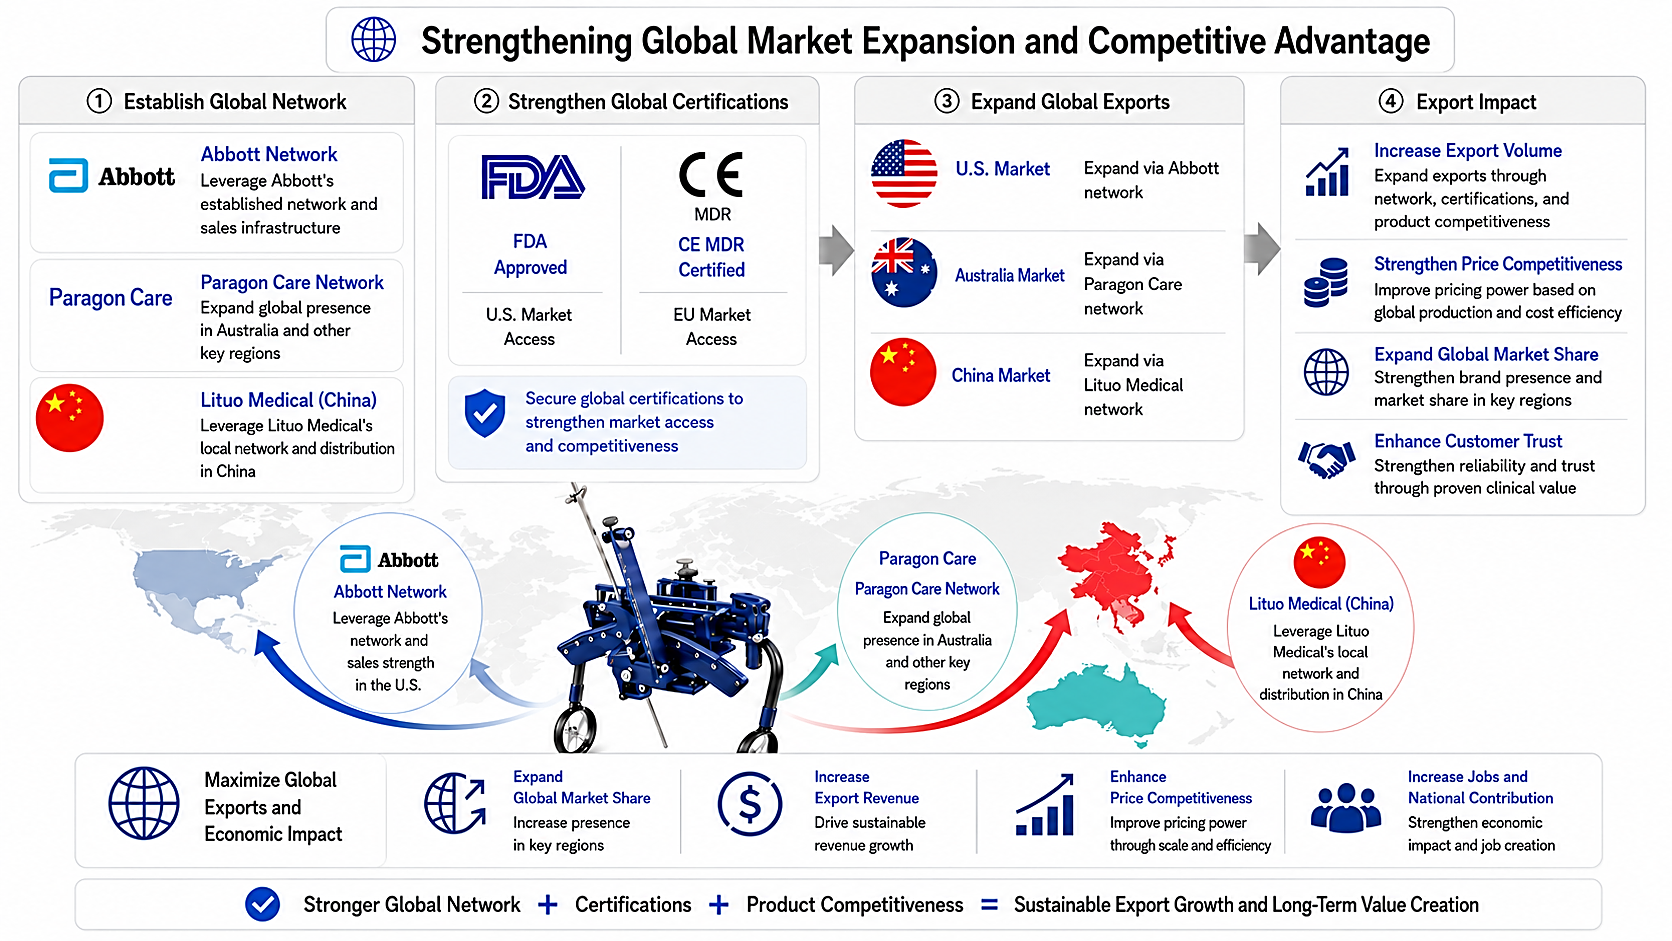 Strengthening Global Market Expansion and Competitive Advantage
1 Establish Global Network
Abbott
Abbott Network
Leverage Abbott's
established network and
sales infrastructure
Paragon Care
Paragon Care Network
Expand global presence
in Australia and other
key regions
Lituo Medical (China)
Leverage Lituo Medical's
local network and distribution
in China
2 Strengthen Global Certifications
FDA
FDA
Approved
U.S. Market
Access
CE
MDR
CE MDR
Certified
EU Market
Access
Secure global certifications to
strengthen market access
and competitiveness
3 Expand Global Exports
U.S. Market
Expand via Abbott
network
Australia Market
Expand via
Paragon Care
network
China Market
Expand via
Lituo Medical
network
4 Export Impact
Increase Export Volume
Expand exports through
network, certifications, and
product competitiveness
Strengthen Price Competitiveness
Improve pricing power based on
global production and cost efficiency
Expand Global Market Share
Strengthen brand presence and
market share in key regions
Enhance Customer Trust
Strengthen reliability and trust
through proven clinical value
Abbott
Abbott Network
Leverage Abbott's
network and
sales strength
in the U.S.
Paragon Care
Paragon Care Network
Expand global
presence in Australia
and other key
regions
Lituo Medical (China)
Leverage Lituo
Medical's local
network and
distribution in China
Maximize Global
Exports and
Economic Impact
Expand
Global Market Share
Increase presence
in key regions
$
Increase
Export Revenue
Drive sustainable
revenue growth
Enhance
Price Competitiveness
Improve pricing power
through scale and efficiency
Increase Jobs and
National Contribution
Strengthen economic
impact and job creation
Stronger Global Network + Certifications + Product Competitiveness = Sustainable Export Growth and Long-Term Value Creation